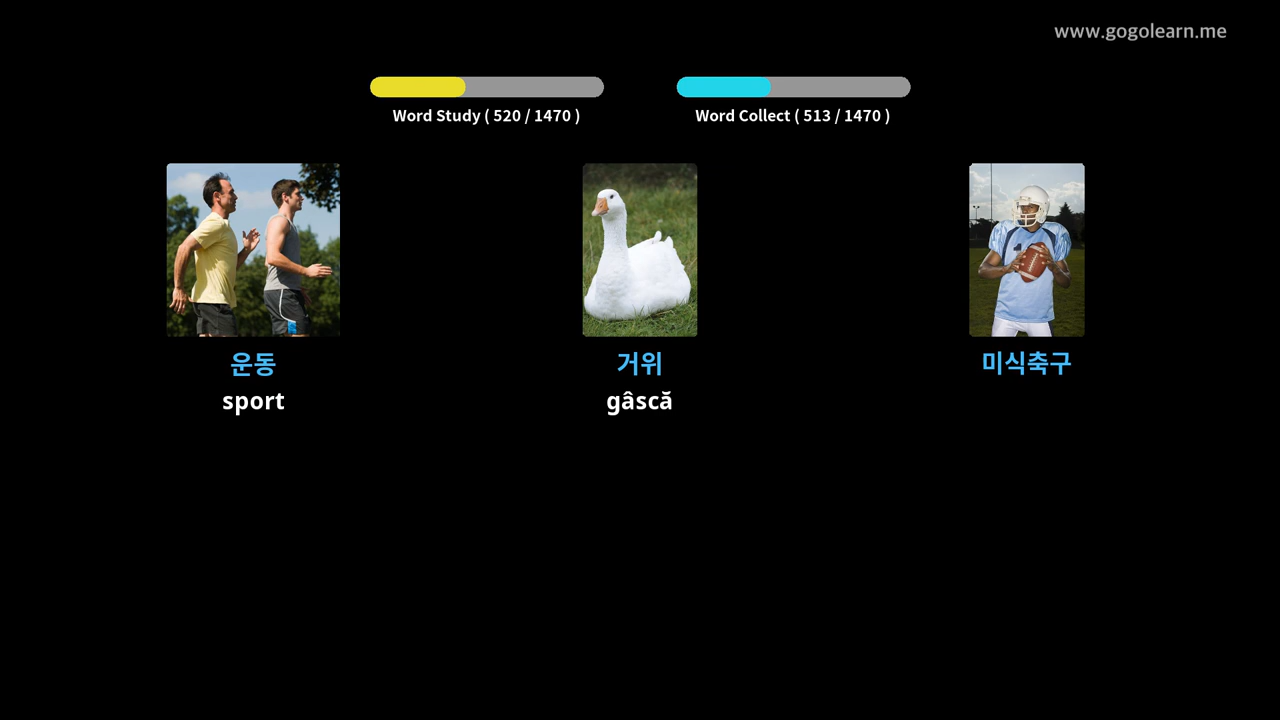 www.gogolearn.me
Word Study ( 520 / 1470 )
Word Collect ( 513 / 1470 )
운동
거위
미식축구
sport
gâscă